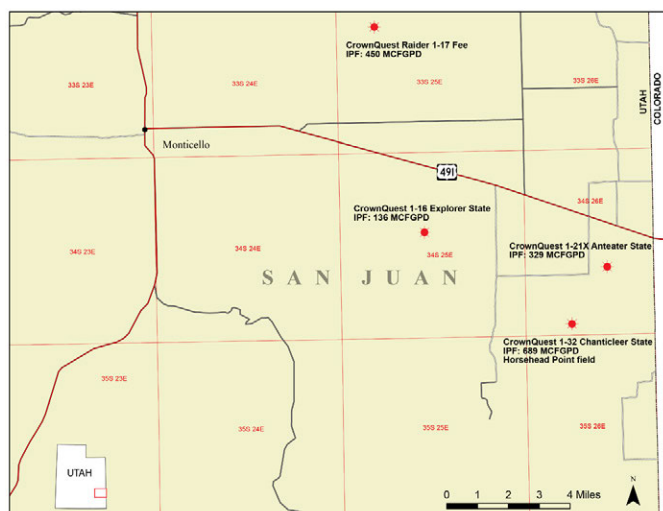 CrownQuest Raider 1-17 Fee
IPF: 450 MCFGPD
33S 23E
33S 24E
33S 25E
33S 26E
UTAH
COLORADO
Monticello
491
CrownQuest 1-16 Explorer State
IPF: 136 MCFGPD
34S 26E
34S 23E
34S 24E
34S 25E
CrownQuest 1-21X Anteater State
IPF: 329 MCFGPD
SAN JUAN
CrownQuest 1-32 Chanticleer State
IPF: 689 MCFGPD
Horsehead Point field
35S 23E
35S 24E
35S 25E
35S 26E
UTAH
N
0 1 2 4 Miles